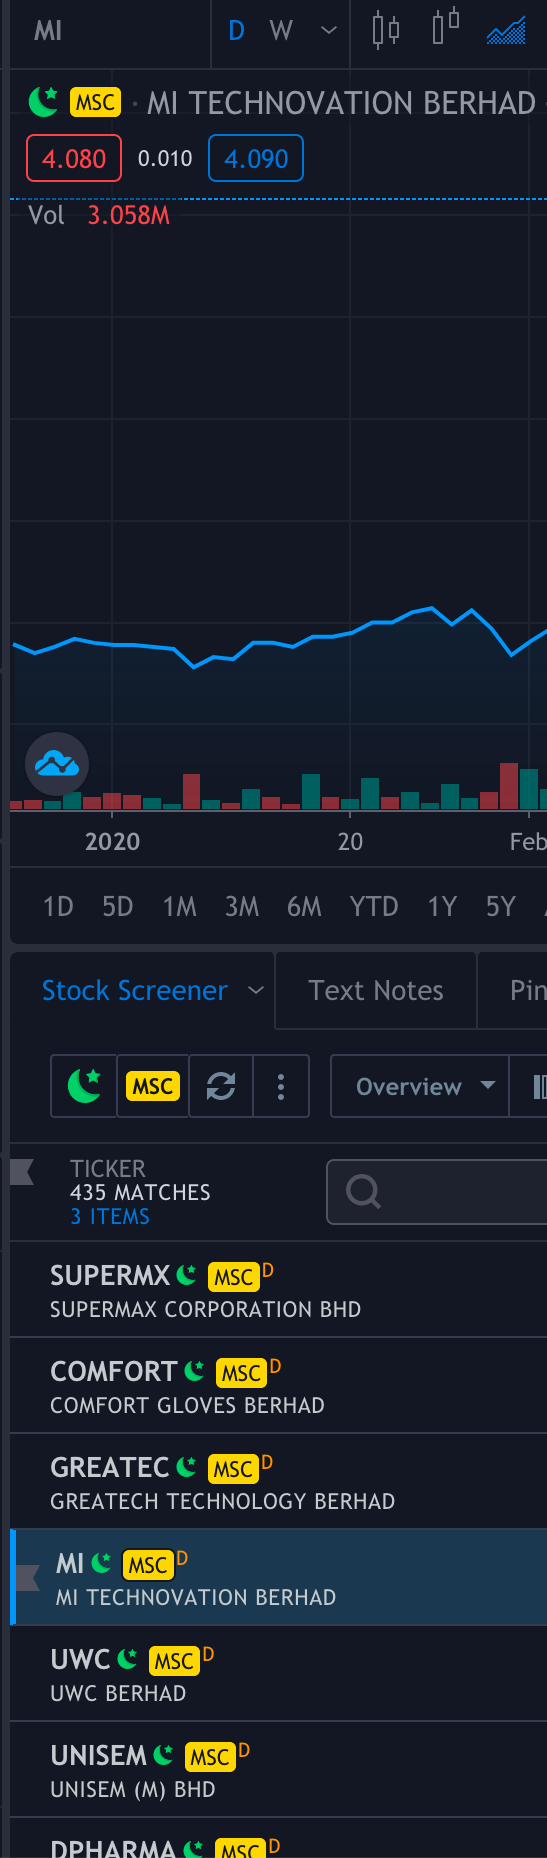 MI D W
MSC · MI TECHNOVATION BERHAD ·
4.080 0.010 4.090
Vol 3.058M
2020 20 Feb
1D 5D 1M 3M 6M YTD 1Y 5Y
Stock Screener Text Notes Pin
MSC Overview
TICKER
435 MATCHES
3 ITEMS
SUPERMX MSC D
SUPERMAX CORPORATION BHD
COMFORT MSC D
COMFORT GLOVES BERHAD
GREATEC MSC D
GREATECH TECHNOLOGY BERHAD
MI MSC D
MI TECHNOVATION BERHAD
UWC MSC D
UWC BERHAD
UNISEM MSC D
UNISEM (M) BHD
DPHARMA MSC D